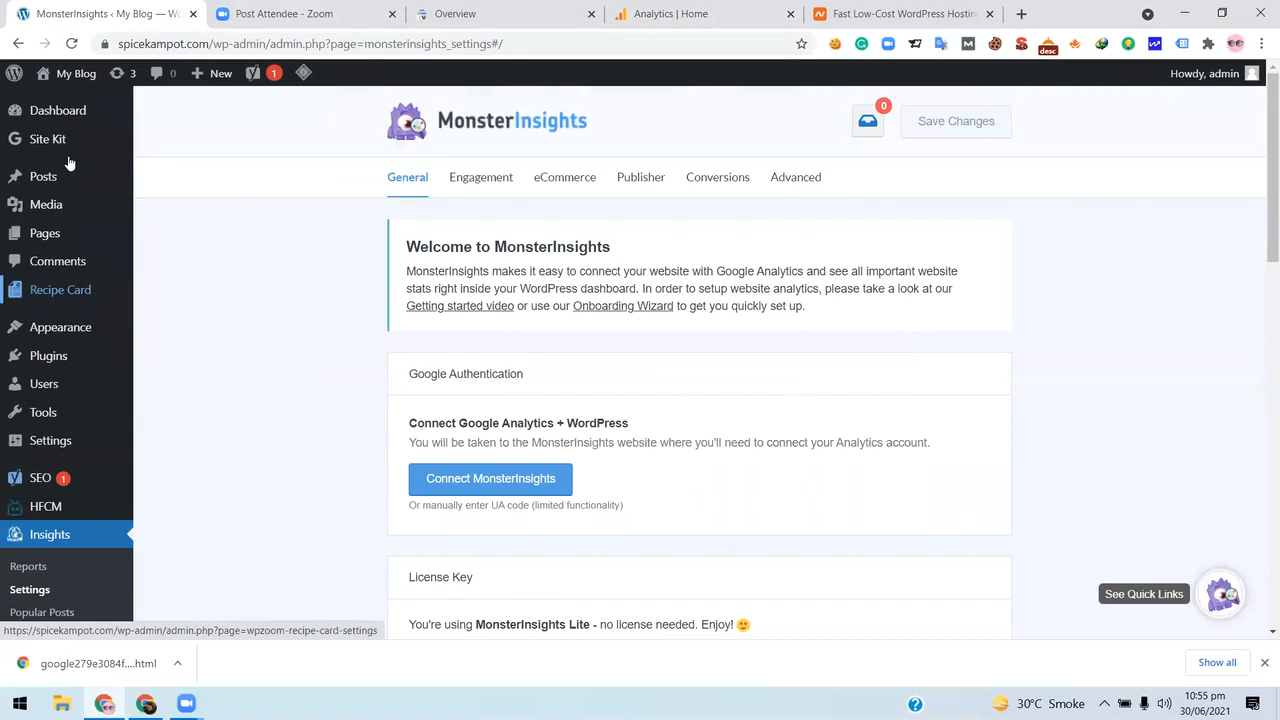 MonsterInsights ‹ My Blog — Wo
Post Attendee - Zoom
Overview
Analytics | Home
Fast Low-Cost WordPress Hostin
spicekampot.com/wp-admin/admin.php?page=monsterinsights_settings#/
desc
My Blog
3
0
New
1
Howdy, admin
Dashboard
Site Kit
Posts
Media
Pages
Comments
Recipe Card
Appearance
Plugins
Users
Tools
Settings
SEO 1
HFCM
Insights
Reports
Settings
Popular Posts
MonsterInsights
0
Save Changes
General
Engagement
eCommerce
Publisher
Conversions
Advanced
Welcome to MonsterInsights
MonsterInsights makes it easy to connect your website with Google Analytics and see all important website
stats right inside your WordPress dashboard. In order to setup website analytics, please take a look at our
Getting started video or use our Onboarding Wizard to get you quickly set up.
Google Authentication
Connect Google Analytics + WordPress
You will be taken to the MonsterInsights website where you'll need to connect your Analytics account.
Connect MonsterInsights
Or manually enter UA code (limited functionality)
License Key
You're using MonsterInsights Lite - no license needed. Enjoy! 🙂
See Quick Links
https://spicekampot.com/wp-admin/admin.php?page=wpzoom-recipe-card-settings
google279e3084f....html
Show all
30°C Smoke
10:55 pm
30/06/2021